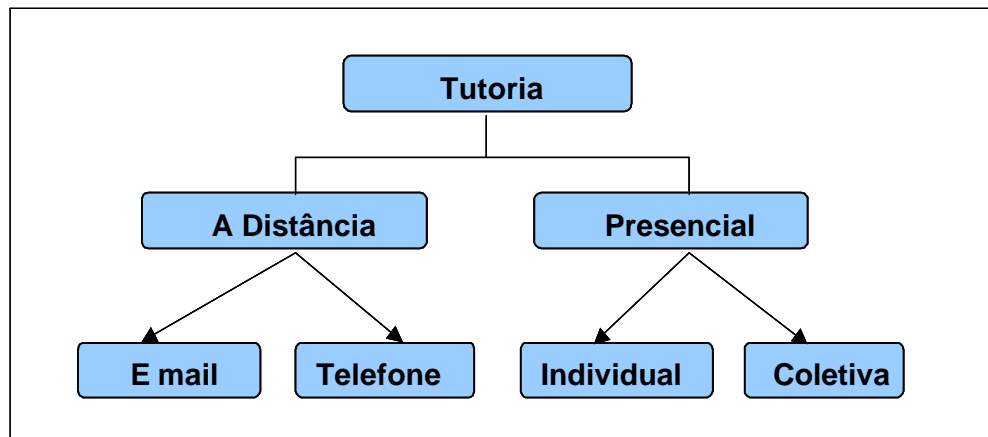 Tutoria
A Distância
Presencial
E mail
Telefone
Individual
Coletiva